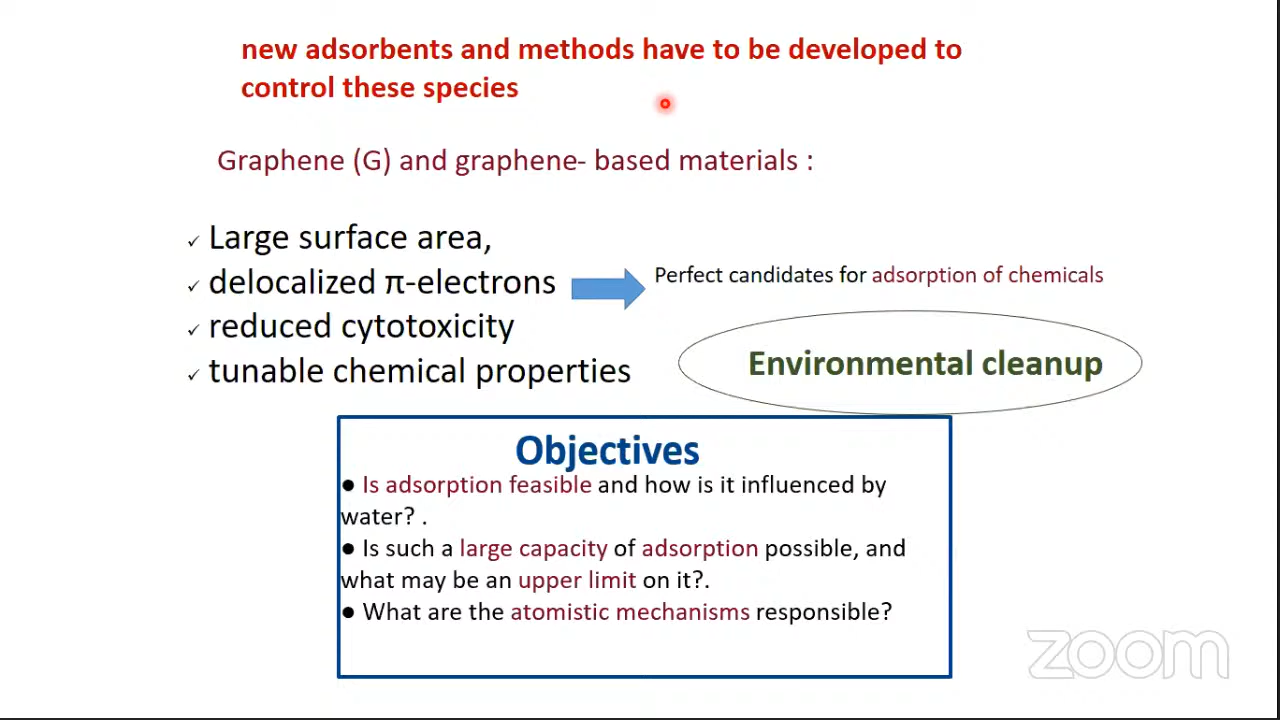 new adsorbents and methods have to be developed to
control these species
Graphene (G) and graphene- based materials :
✓ Large surface area,
✓ delocalized π-electrons
✓ reduced cytotoxicity
✓ tunable chemical properties
Perfect candidates for adsorption of chemicals
Environmental cleanup
Objectives
● Is adsorption feasible and how is it influenced by
water? .
● Is such a large capacity of adsorption possible, and
what may be an upper limit on it?.
● What are the atomistic mechanisms responsible?
zoom